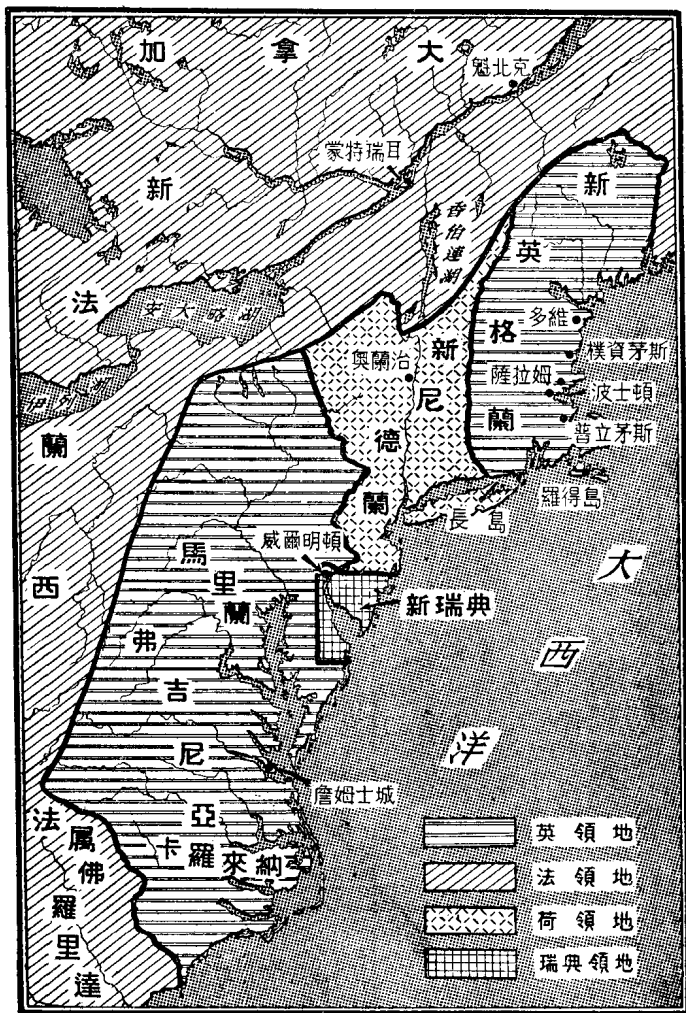 加拿大
魁北克
蒙特瑞耳
新法蘭西
香伯連湖
安大略湖
伊利湖
新英格蘭
多維
樸資茅斯
薩拉姆
波士頓
普立茅斯
奧蘭治
新尼德蘭
羅得島
長島
威爾明頓
新瑞典
馬里蘭
弗吉尼亞
大西洋
詹姆士城
卡羅來納
法属佛羅里達
英領地
法領地
荷領地
瑞典領地